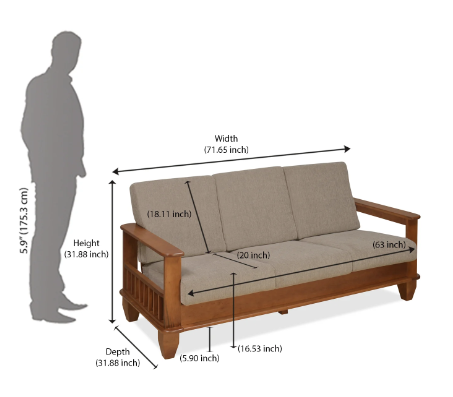 Width
(71.65 inch)
(18.11 inch)
5.9" (175.3 cm)
Height
(31.88 inch)
(20 inch)
(63 inch)
Depth
(31.88 inch)
(5.90 inch)
(16.53 inch)